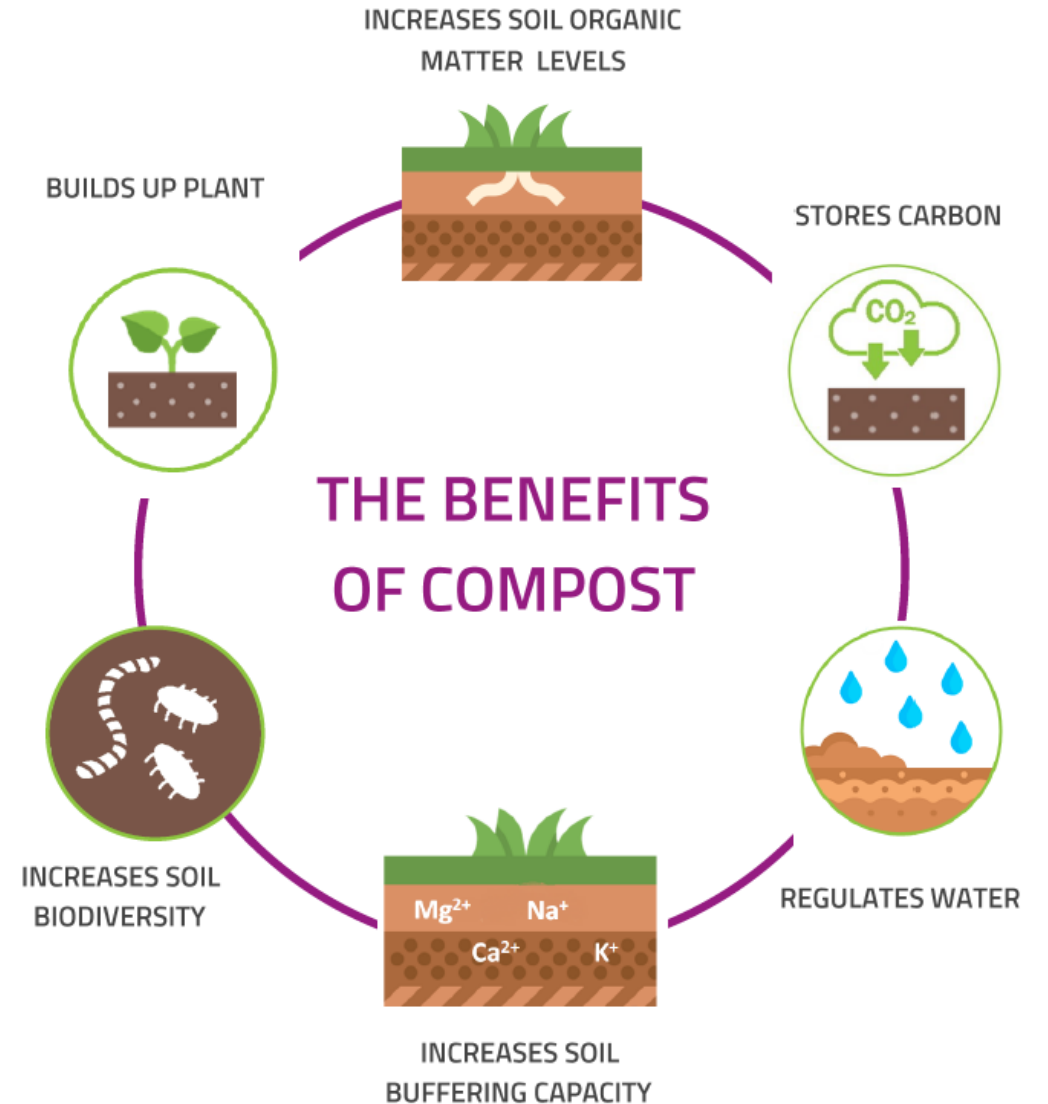 INCREASES SOIL ORGANIC
MATTER LEVELS
BUILDS UP PLANT
STORES CARBON
CO₂
THE BENEFITS
OF COMPOST
INCREASES SOIL
BIODIVERSITY
REGULATES WATER
Mg²⁺ Na⁺
Ca²⁺ K⁺
INCREASES SOIL
BUFFERING CAPACITY